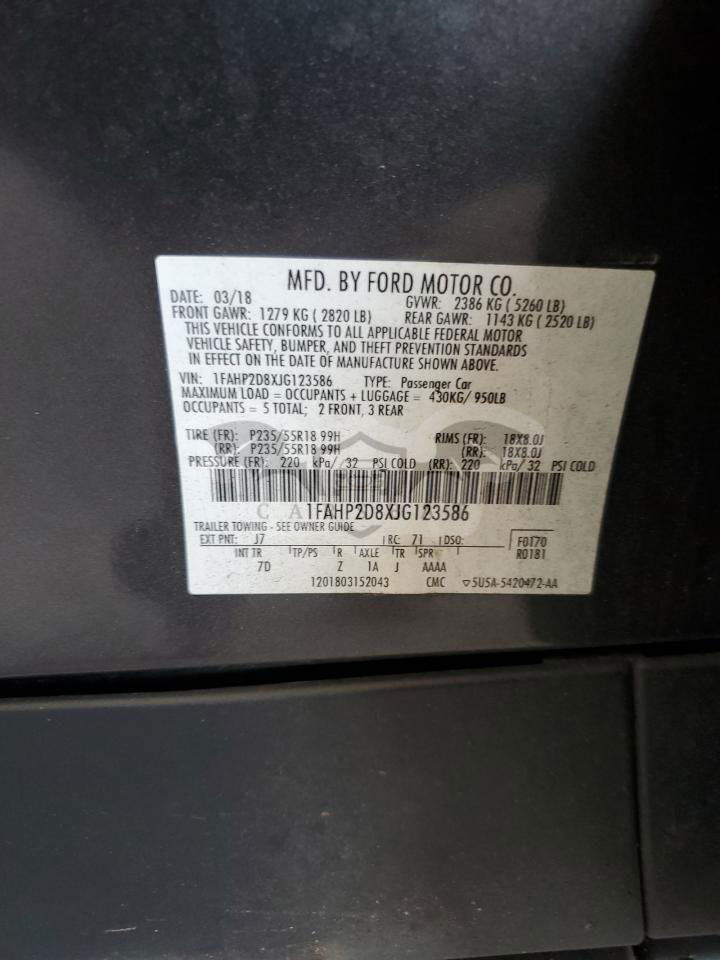 MFD. BY FORD MOTOR CO.
DATE: 03/18 GVWR: 2386 KG ( 5260 LB)
FRONT GAWR: 1279 KG ( 2820 LB) REAR GAWR: 1143 KG ( 2520 LB)
THIS VEHICLE CONFORMS TO ALL APPLICABLE FEDERAL MOTOR
VEHICLE SAFETY, BUMPER, AND THEFT PREVENTION STANDARDS
IN EFFECT ON THE DATE OF MANUFACTURE SHOWN ABOVE.
VIN: 1FAHP2D8XJG123586 TYPE: Passenger Car
MAXIMUM LOAD = OCCUPANTS + LUGGAGE = 430KG/ 950LB
OCCUPANTS = 5 TOTAL; 2 FRONT, 3 REAR
TIRE (FR): P235/55R18 99H RIMS (FR): 18X8.0J
(RR): P235/55R18 99H (RR): 18X8.0J
PRESSURE (FR): 220 kPa/ 32 PSI COLD (RR): 220 kPa/ 32 PSI COLD
1FAHP2D8XJG123586
TRAILER TOWING - SEE OWNER GUIDE
EXT PNT: J7 RC: 71 DSO: F0170
INT TR TP/PS R AXLE TR SPR R0181
7D Z 1A J AAAA
1201803152043 CMC ▽5U5A-5420472-AA